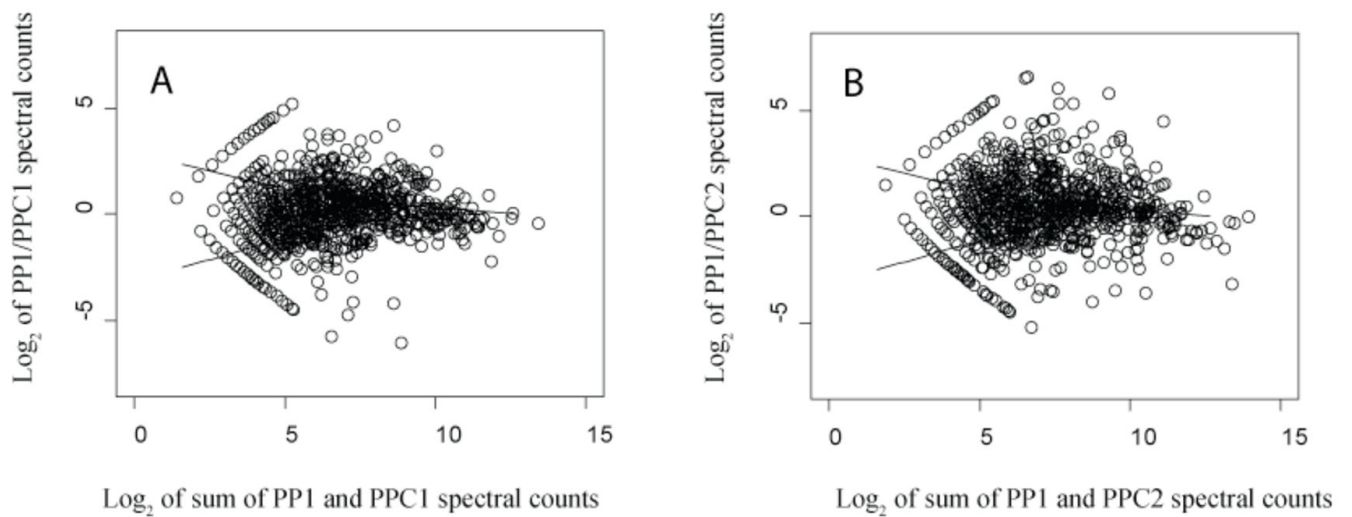 A
Log2 of PP1/PPC1 spectral counts
5
0
-5
0 5 10 15
Log2 of sum of PP1 and PPC1 spectral counts
B
Log2 of PP1/PPC2 spectral counts
5
0
-5
0 5 10 15
Log2 of sum of PP1 and PPC2 spectral counts